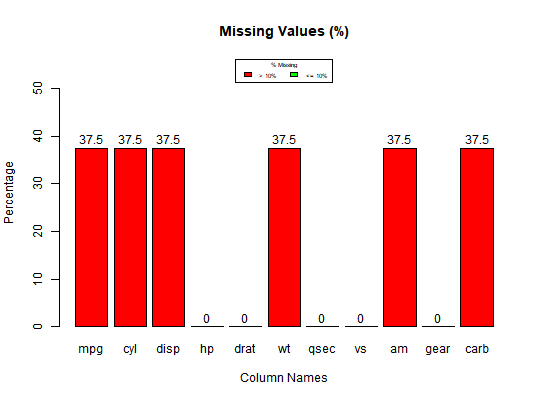 Missing Values (%)
% Missing
> 10% <= 10%
50
40
30
20
10
0
Percentage
37.5 37.5 37.5 0 0 37.5 0 0 37.5 0 37.5
mpg cyl disp hp drat wt qsec vs am gear carb
Column Names